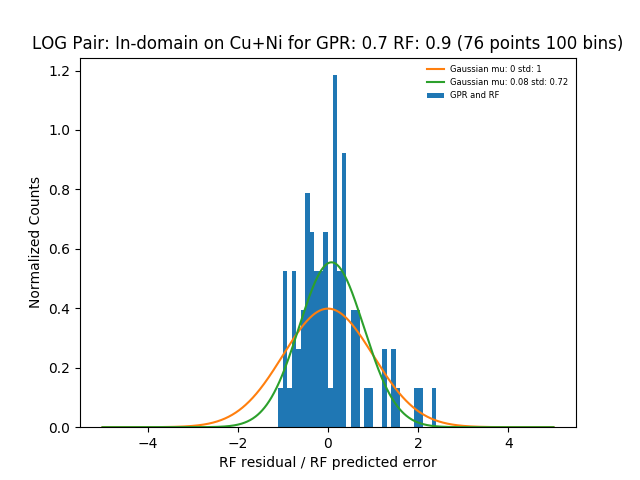 LOG Pair: In-domain on Cu+Ni for GPR: 0.7 RF: 0.9 (76 points 100 bins)
Gaussian mu: 0 std: 1
Gaussian mu: 0.08 std: 0.72
GPR and RF
Normalized Counts
1.2
1.0
0.8
0.6
0.4
0.2
0.0
−4
−2
0
2
4
RF residual / RF predicted error